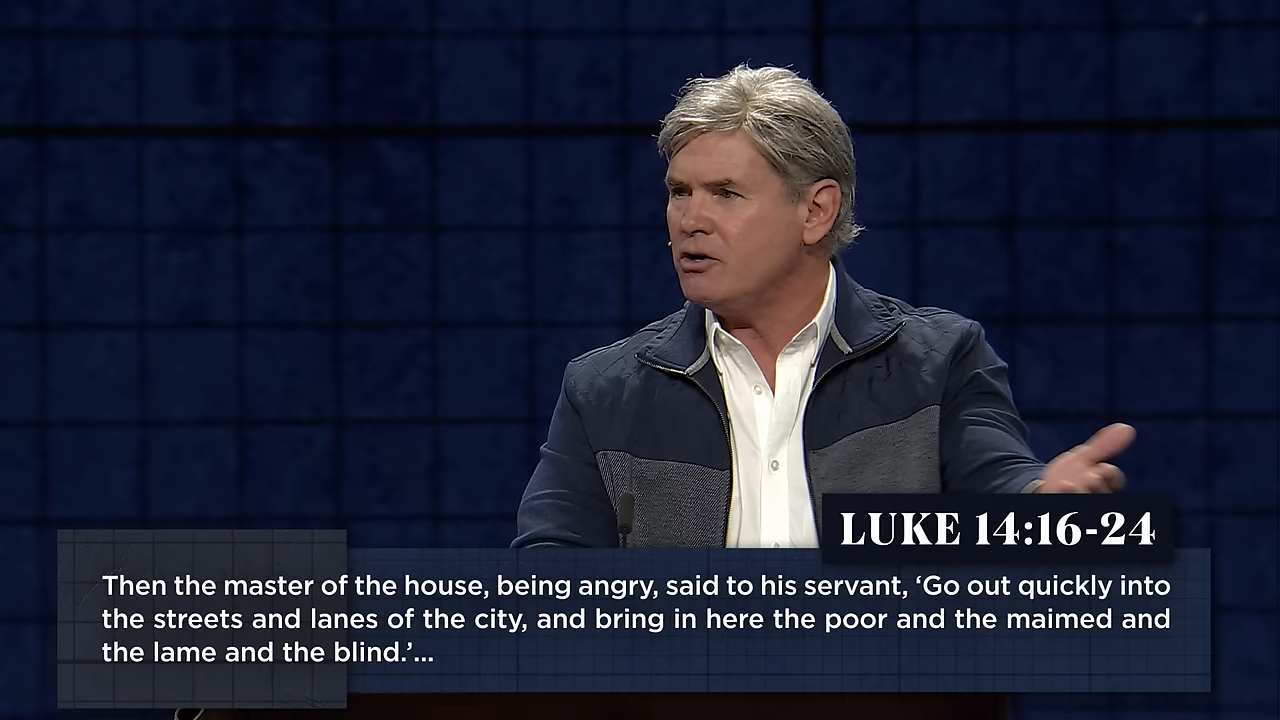 LUKE 14:16-24
Then the master of the house, being angry, said to his servant, ‘Go out quickly into
the streets and lanes of the city, and bring in here the poor and the maimed and
the lame and the blind.’...